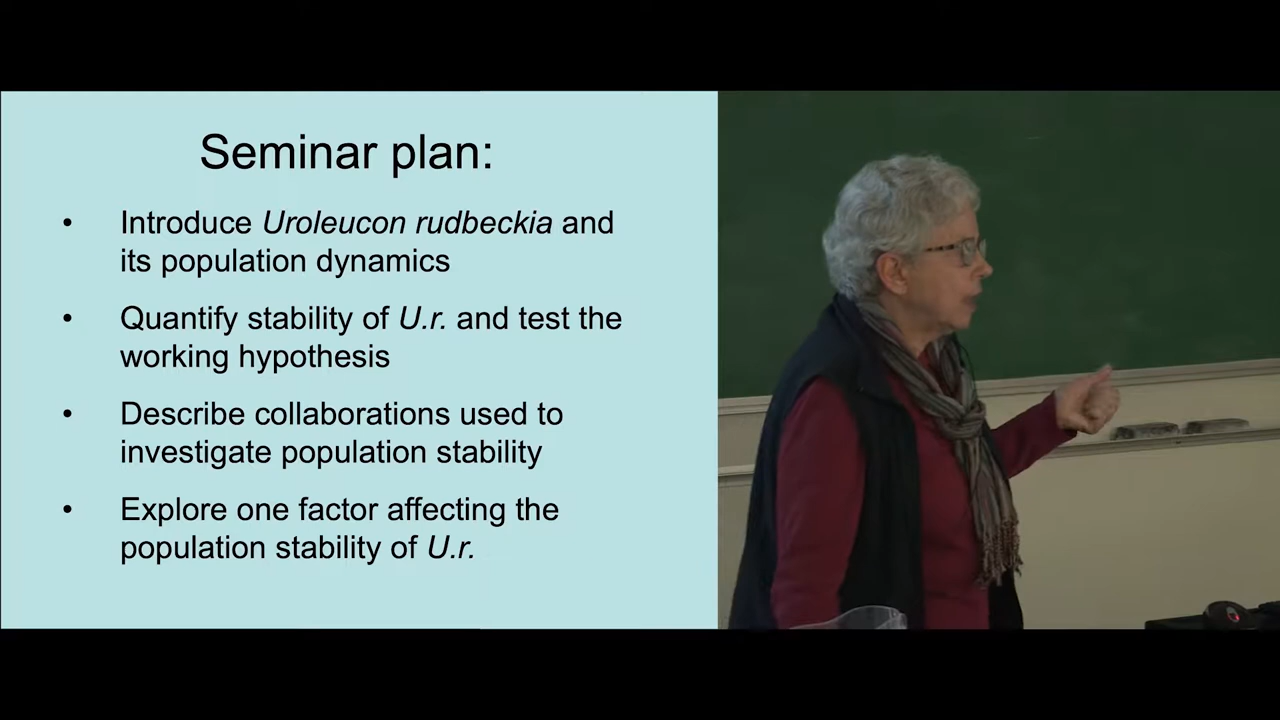 Seminar plan:
• Introduce Uroleucon rudbeckia and
its population dynamics
• Quantify stability of U.r. and test the
working hypothesis
• Describe collaborations used to
investigate population stability
• Explore one factor affecting the
population stability of U.r.